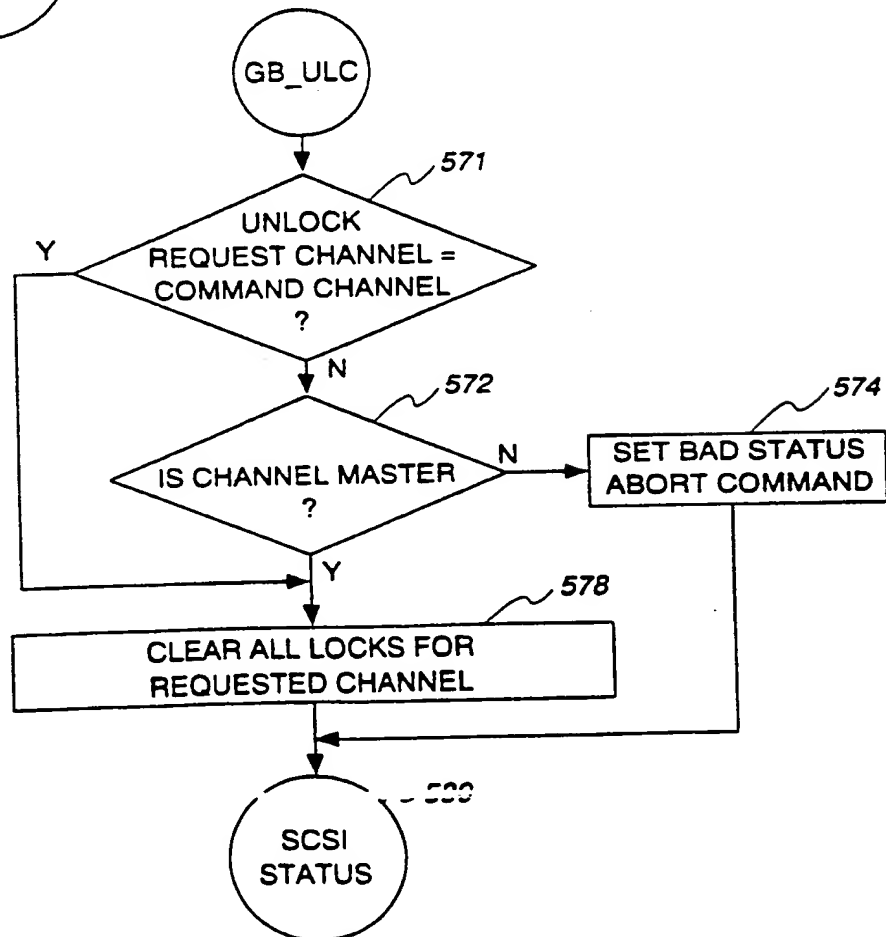 GB_ULC
571
UNLOCK
REQUEST CHANNEL =
COMMAND CHANNEL
?
Y
N
572
IS CHANNEL MASTER
?
N
574
SET BAD STATUS
ABORT COMMAND
Y
578
CLEAR ALL LOCKS FOR
REQUESTED CHANNEL
SCSI
STATUS